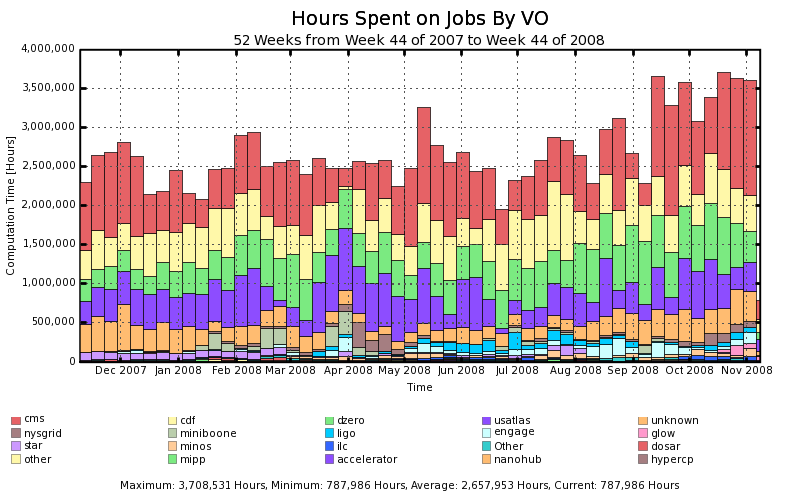 Hours Spent on Jobs By VO
52 Weeks from Week 44 of 2007 to Week 44 of 2008
4,000,000
3,500,000
3,000,000
2,500,000
2,000,000
1,500,000
1,000,000
500,000
0
Computation Time [Hours]
Dec 2007 Jan 2008 Feb 2008 Mar 2008 Apr 2008 May 2008 Jun 2008 Jul 2008 Aug 2008 Sep 2008 Oct 2008 Nov 2008
Time
cms cdf dzero usatlas unknown
nysgrid miniboone ligo engage glow
star minos ilc Other dosar
other mipp accelerator nanohub hypercp
Maximum: 3,708,531 Hours, Minimum: 787,986 Hours, Average: 2,657,953 Hours, Current: 787,986 Hours